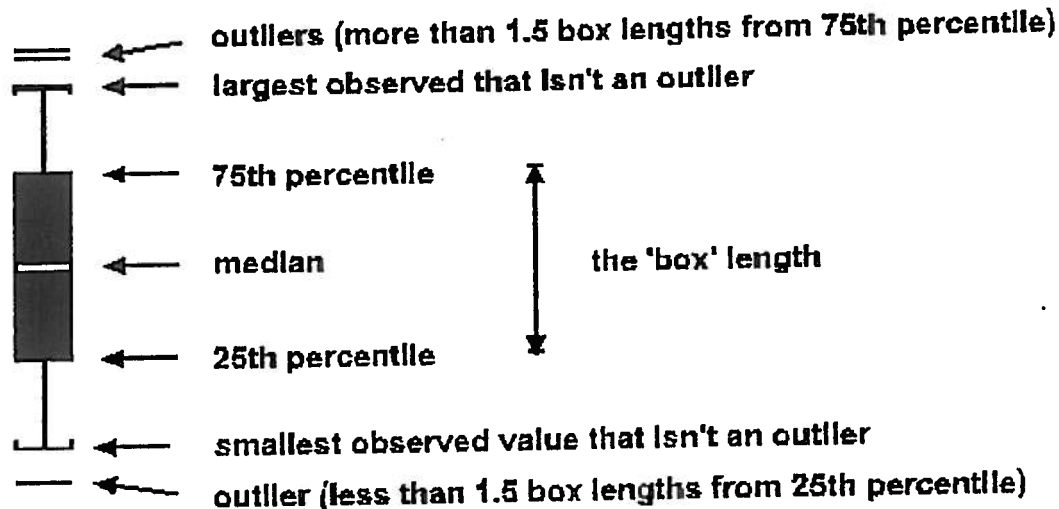 outliers (more than 1.5 box lengths from 75th percentile)
largest observed that isn't an outlier
75th percentile
median
the 'box' length
25th percentile
smallest observed value that isn't an outlier
outlier (less than 1.5 box lengths from 25th percentile)